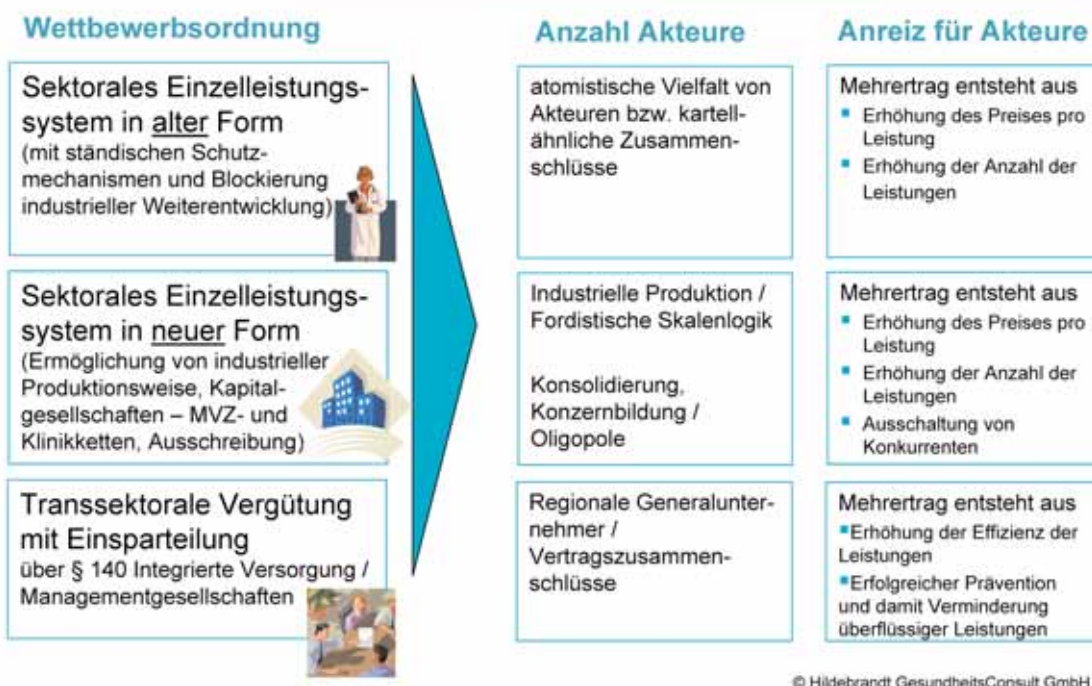 Wettbewerbsordnung
Anzahl Akteure
Anreiz für Akteure
Sektorales Einzelleistungs-
system in alter Form
(mit ständischen Schutz-
mechanismen und Blockierung
industrieller Weiterentwicklung)
atomistische Vielfalt von
Akteuren bzw. kartell-
ähnliche Zusammen-
schlüsse
Mehrertrag entsteht aus
▪ Erhöhung des Preises pro
Leistung
▪ Erhöhung der Anzahl der
Leistungen
Sektorales Einzelleistungs-
system in neuer Form
(Ermöglichung von industrieller
Produktionsweise, Kapital-
gesellschaften – MVZ- und
Klinikketten, Ausschreibung)
Industrielle Produktion /
Fordistische Skalenlogik
Konsolidierung,
Konzernbildung /
Oligopole
Mehrertrag entsteht aus
▪ Erhöhung des Preises pro
Leistung
▪ Erhöhung der Anzahl der
Leistungen
▪ Ausschaltung von
Konkurrenten
Transsektorale Vergütung
mit Einsparteilung
über § 140 Integrierte Versorgung /
Managementgesellschaften
Regionale Generalunter-
nehmer /
Vertragszusammen-
schlüsse
Mehrertrag entsteht aus
▪Erhöhung der Effizienz der
Leistungen
▪Erfolgreicher Prävention
und damit Verminderung
überflüssiger Leistungen
© Hildebrandt GesundheitsConsult GmbH